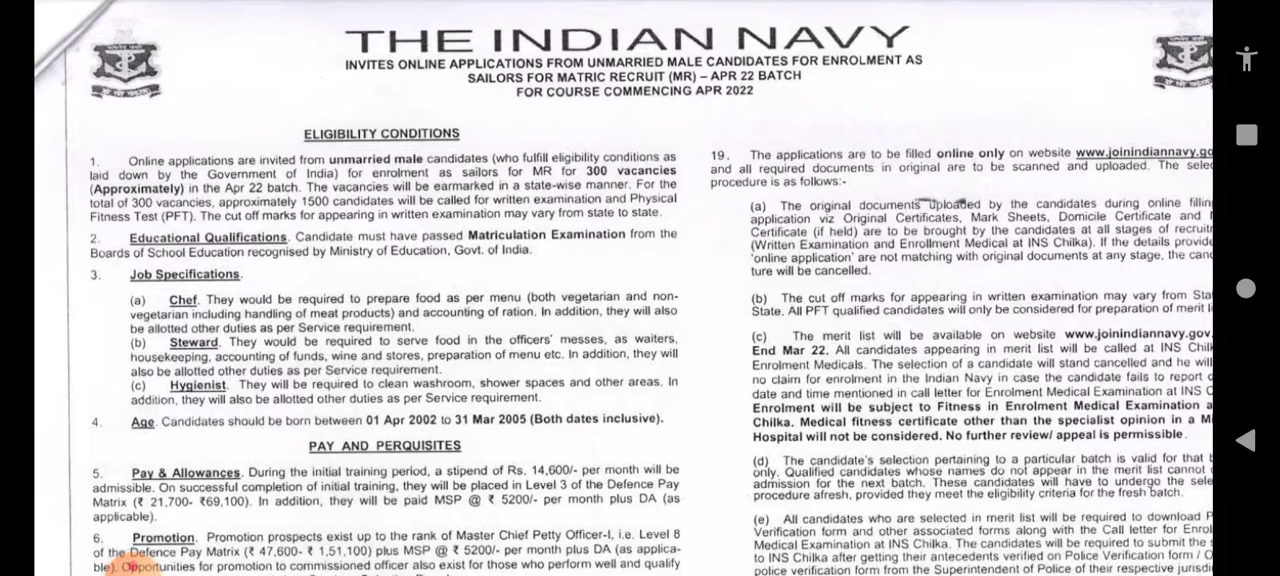 THE INDIAN NAVY
INVITES ONLINE APPLICATIONS FROM UNMARRIED MALE CANDIDATES FOR ENROLMENT AS
SAILORS FOR MATRIC RECRUIT (MR) – APR 22 BATCH
FOR COURSE COMMENCING APR 2022
ELIGIBILITY CONDITIONS
1. Online applications are invited from unmarried male candidates (who fulfill eligibility conditions as
laid down by the Government of India) for enrolment as sailors for MR for 300 vacancies
(Approximately) in the Apr 22 batch. The vacancies will be earmarked in a state-wise manner. For the
total of 300 vacancies, approximately 1500 candidates will be called for written examination and Physical
Fitness Test (PFT). The cut off marks for appearing in written examination may vary from state to state.
2. Educational Qualifications. Candidate must have passed Matriculation Examination from the
Boards of School Education recognised by Ministry of Education, Govt. of India.
3. Job Specifications.
(a) Chef. They would be required to prepare food as per menu (both vegetarian and non-
vegetarian including handling of meat products) and accounting of ration. In addition, they will also
be allotted other duties as per Service requirement.
(b) Steward. They would be required to serve food in the officers' messes, as waiters,
housekeeping, accounting of funds, wine and stores, preparation of menu etc. In addition, they will
also be allotted other duties as per Service requirement.
(c) Hygienist. They will be required to clean washroom, shower spaces and other areas. In
addition, they will also be allotted other duties as per Service requirement.
4. Age. Candidates should be born between 01 Apr 2002 to 31 Mar 2005 (Both dates inclusive).
PAY AND PERQUISITES
5. Pay & Allowances. During the initial training period, a stipend of Rs. 14,600/- per month will be
admissible. On successful completion of initial training, they will be placed in Level 3 of the Defence Pay
Matrix (₹ 21,700- ₹69,100). In addition, they will be paid MSP @ ₹ 5200/- per month plus DA (as
applicable).
6. Promotion. Promotion prospects exist up to the rank of Master Chief Petty Officer-I, i.e. Level 8
of the Defence Pay Matrix (₹ 47,600- ₹ 1,51,100) plus MSP @ ₹ 5200/- per month plus DA (as applica-
ble). Opportunities for promotion to commissioned officer also exist for those who perform well and qualify
19. The applications are to be filled online only on website www.joinindiannavy.go
and all required documents in original are to be scanned and uploaded. The selec
procedure is as follows:-
(a) The original documents uploaded by the candidates during online filling
application viz Original Certificates, Mark Sheets, Domicile Certificate and
Certificate (if held) are to be brought by the candidates at all stages of recruitr
(Written Examination and Enrollment Medical at INS Chilka). If the details provide
'online application' are not matching with original documents at any stage, the canc
ture will be cancelled.
(b) The cut off marks for appearing in written examination may vary from Stat
State. All PFT qualified candidates will only be considered for preparation of merit li
(c) The merit list will be available on website www.joinindiannavy.gov.
End Mar 22. All candidates appearing in merit list will be called at INS Chilk
Enrolment Medicals. The selection of a candidate will stand cancelled and he will
no claim for enrolment in the Indian Navy in case the candidate fails to report o
date and time mentioned in call letter for Enrolment Medical Examination at INS C
Enrolment will be subject to Fitness in Enrolment Medical Examination a
Chilka. Medical fitness certificate other than the specialist opinion in a Mi
Hospital will not be considered. No further review/ appeal is permissible.
(d) The candidate's selection pertaining to a particular batch is valid for that b
only. Qualified candidates whose names do not appear in the merit list cannot
admission for the next batch. These candidates will have to undergo the sele
procedure afresh, provided they meet the eligibility criteria for the fresh batch.
(e) All candidates who are selected in merit list will be required to download P
Verification form and other associated forms along with the Call letter for Enrol
Medical Examination at INS Chilka. The candidates will be required to submit the
to INS Chilka after getting their antecedents verified on Police Verification form / O
police verification form from the Superintendent of Police of their respective jurisdi